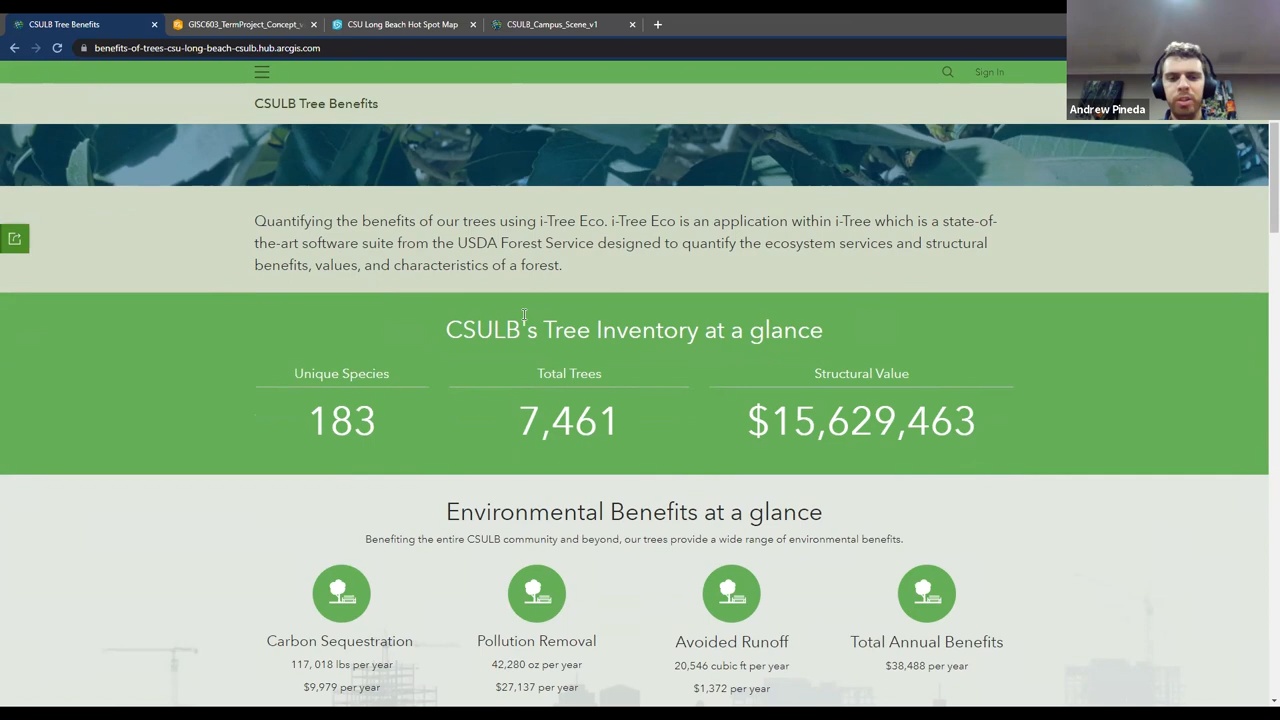 CSULB Tree Benefits
GISC603_TermProject_Concept_
CSU Long Beach Hot Spot Map
CSULB_Campus_Scene_v1
benefits-of-trees-csu-long-beach-csulb.hub.arcgis.com
Andrew Pineda
Sign In
CSULB Tree Benefits
Quantifying the benefits of our trees using i-Tree Eco. i-Tree Eco is an application within i-Tree which is a state-of-
the-art software suite from the USDA Forest Service designed to quantify the ecosystem services and structural
benefits, values, and characteristics of a forest.
CSULB's Tree Inventory at a glance
Unique Species Total Trees Structural Value
183 7,461 $15,629,463
Environmental Benefits at a glance
Benefiting the entire CSULB community and beyond, our trees provide a wide range of environmental benefits.
Carbon Sequestration Pollution Removal Avoided Runoff Total Annual Benefits
117, 018 lbs per year 42,280 oz per year 20,546 cubic ft per year $38,488 per year
$9,979 per year $27,137 per year $1,372 per year